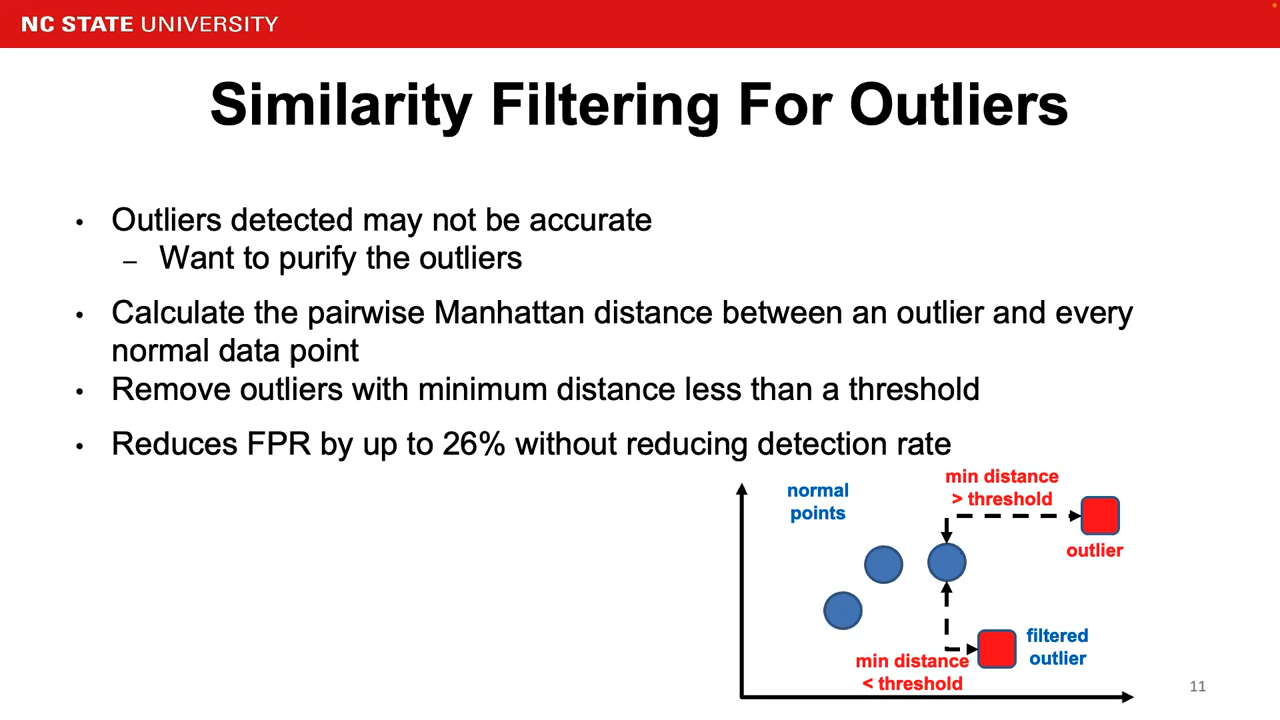 NC STATE UNIVERSITY
Similarity Filtering For Outliers
• Outliers detected may not be accurate
– Want to purify the outliers
• Calculate the pairwise Manhattan distance between an outlier and every
normal data point
• Remove outliers with minimum distance less than a threshold
• Reduces FPR by up to 26% without reducing detection rate
normal
points
min distance
> threshold
outlier
filtered
outlier
min distance
< threshold
11